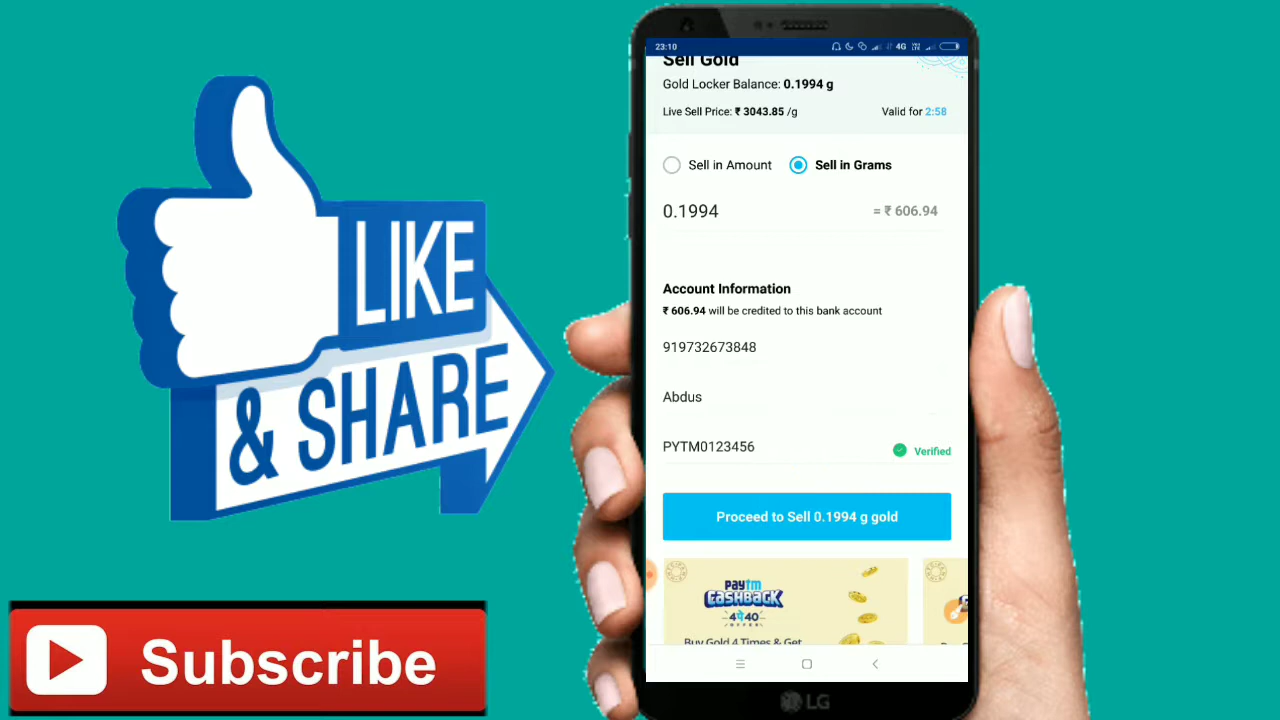 LIKE
& SHARE
Subscribe
23:10
4G
Sell Gold
Gold Locker Balance: 0.1994 g
Live Sell Price: ₹ 3043.85 /g
Valid for 2:58
Sell in Amount
Sell in Grams
0.1994
= ₹ 606.94
Account Information
₹ 606.94 will be credited to this bank account
919732673848
Abdus
PYTM0123456
Verified
Proceed to Sell 0.1994 g gold
paytm
CASHBACK
4 पे 40
OFFER
Buy Gold 4 Times & Get
LG